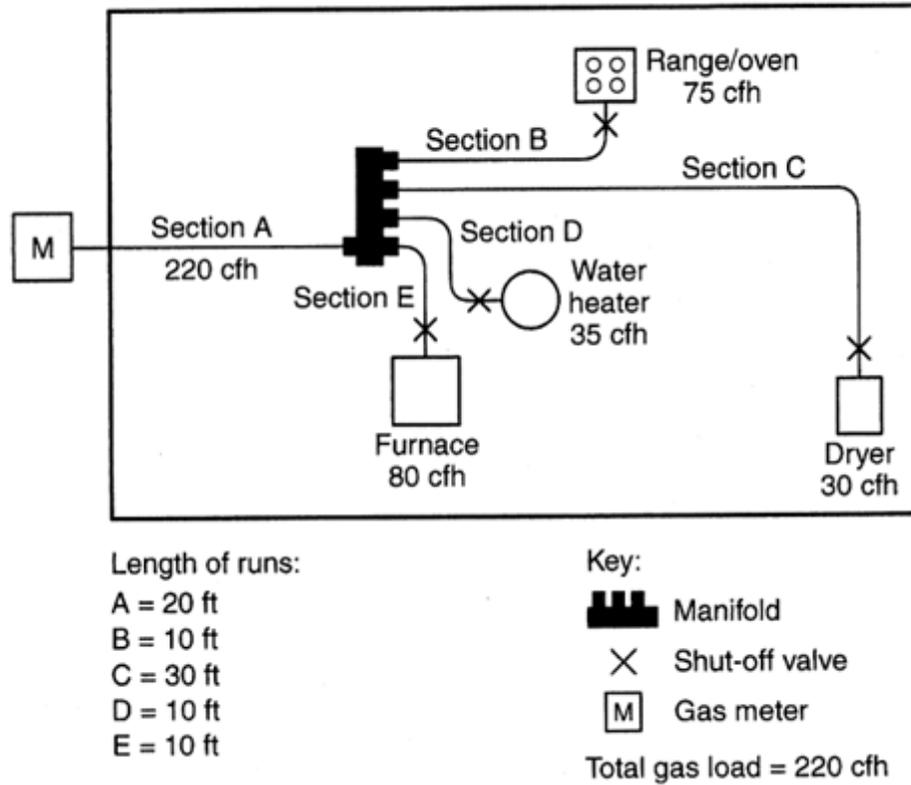 Range/oven
75 cfh
Section B
Section C
Section A
220 cfh
M
Section D
Section E
Water
heater
35 cfh
Furnace
80 cfh
Dryer
30 cfh
Length of runs:
A = 20 ft
B = 10 ft
C = 30 ft
D = 10 ft
E = 10 ft
Key:
Manifold
Shut-off valve
M Gas meter
Total gas load = 220 cfh